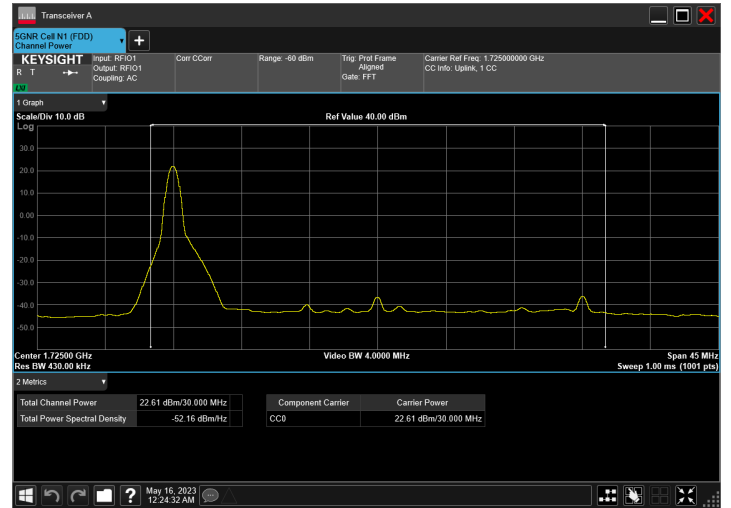 Transceiver A
5GNR Cell N1 (FDD)
Channel Power
KEYSIGHT
R T
LXI
Input: RFIO1
Output: RFIO1
Coupling: AC
Corr CCorr
Range: -60 dBm
Trig: Prot Frame
Aligned
Gate: FFT
Carrier Ref Freq: 1.725000000 GHz
CC Info: Uplink, 1 CC
1 Graph
Scale/Div 10.0 dB
Ref Value 40.00 dBm
Log
30.0
20.0
10.0
0.00
-10.0
-20.0
-30.0
-40.0
-50.0
Center 1.72500 GHz
Video BW 4.0000 MHz
Span 45 MHz
Res BW 430.00 kHz
Sweep 1.00 ms (1001 pts)
2 Metrics
Total Channel Power 22.61 dBm/30.000 MHz
Total Power Spectral Density -52.16 dBm/Hz
Component Carrier Carrier Power
CC0 22.61 dBm/30.000 MHz
May 16, 2023
12:24:32 AM